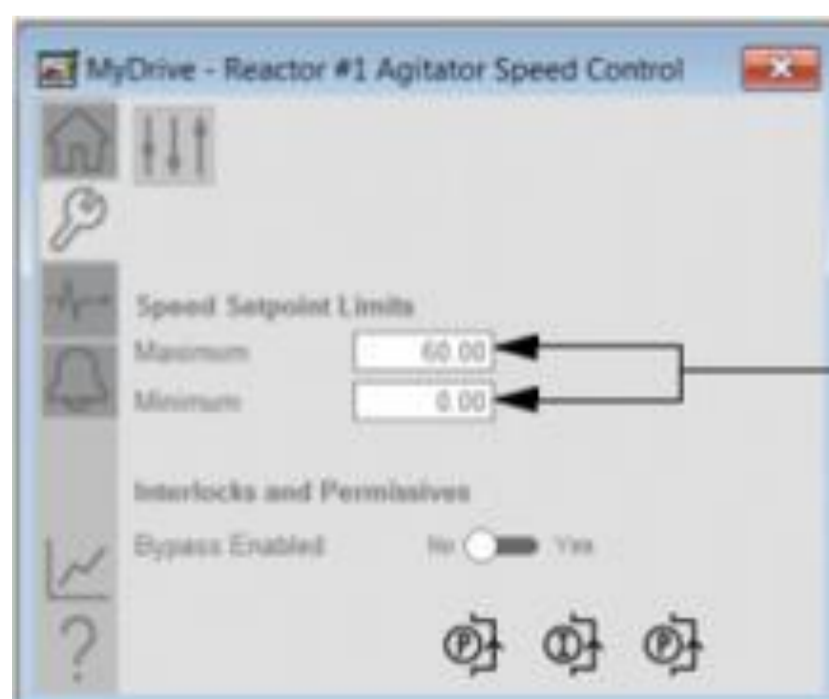 MyDrive - Reactor #1 Agitator Speed Control
Speed Setpoint Limits
Maximum 60.00
Minimum 0.00
Interlocks and Permissives
Bypass Enabled No Yes
?
P I P